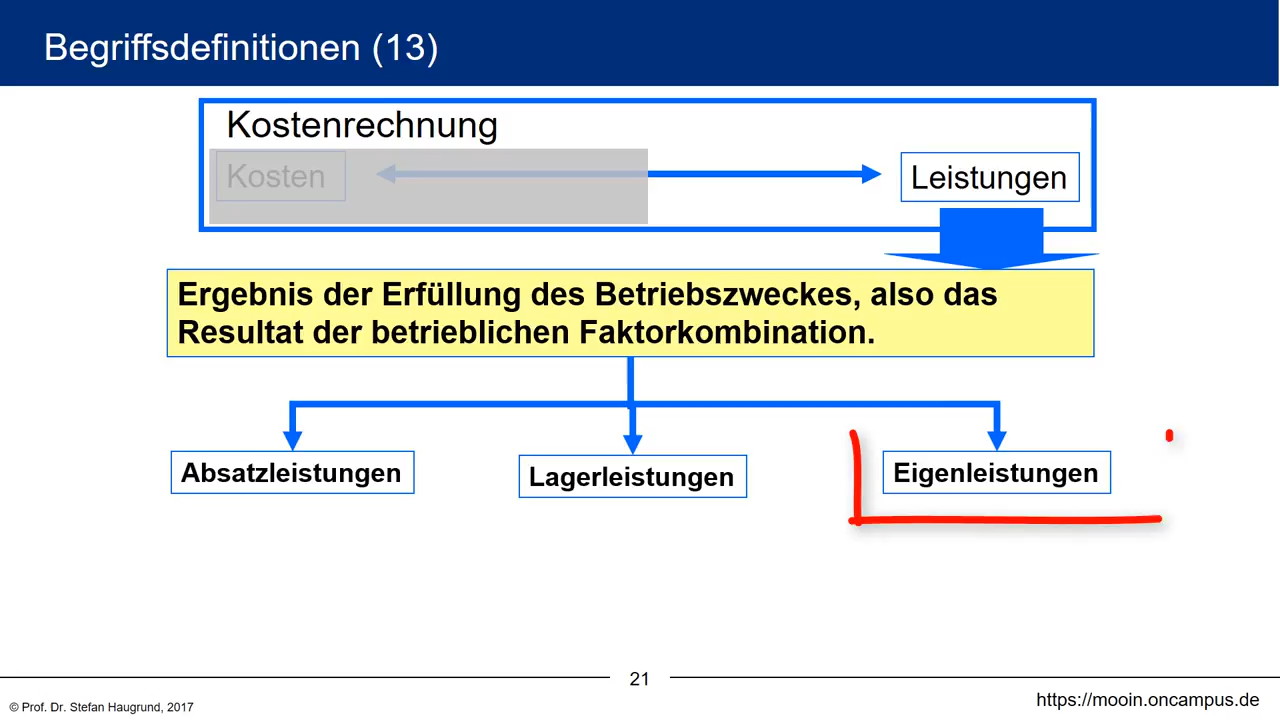 Begriffsdefinitionen (13)
Kostenrechnung
Kosten
Leistungen
Ergebnis der Erfüllung des Betriebszweckes, also das
Resultat der betrieblichen Faktorkombination.
Absatzleistungen
Lagerleistungen
Eigenleistungen
21
© Prof. Dr. Stefan Haugrund, 2017
https://mooin.oncampus.de